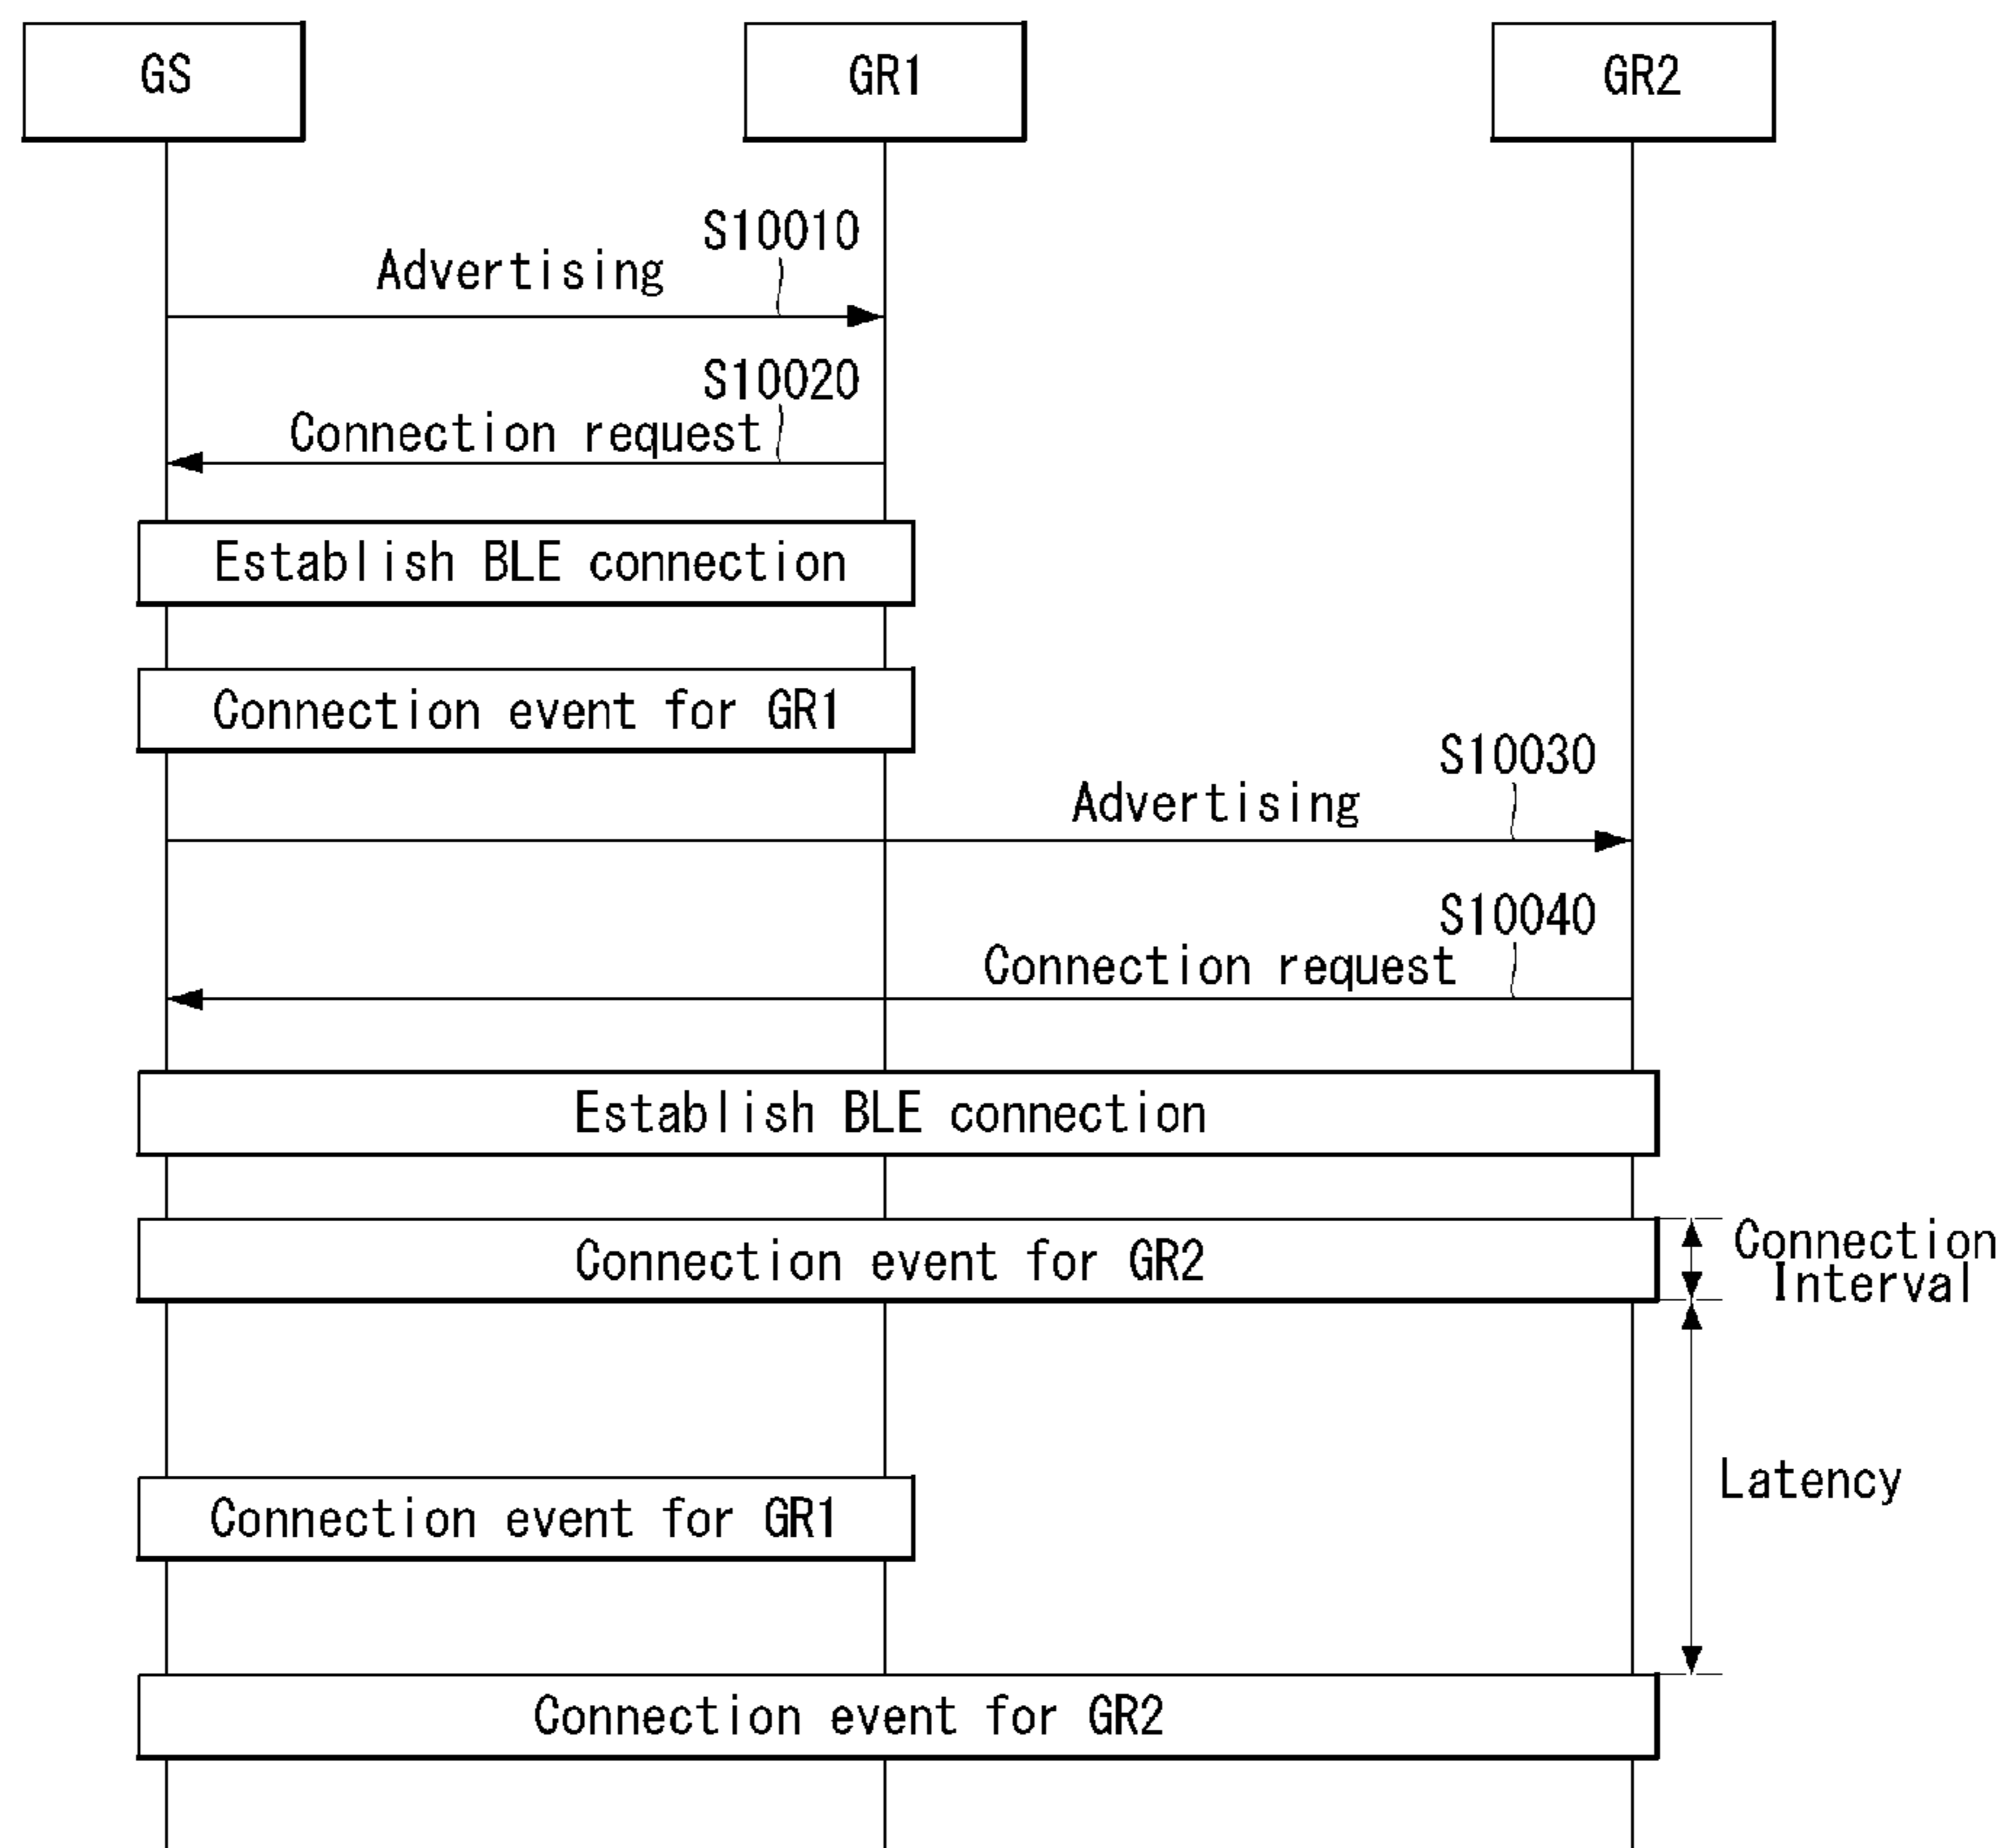 GS
GR1
GR2
S10010
Advertising
S10020
Connection request
Establish BLE connection
Connection event for GR1
S10030
Advertising
S10040
Connection request
Establish BLE connection
Connection event for GR2
Connection
Interval
Latency
Connection event for GR1
Connection event for GR2